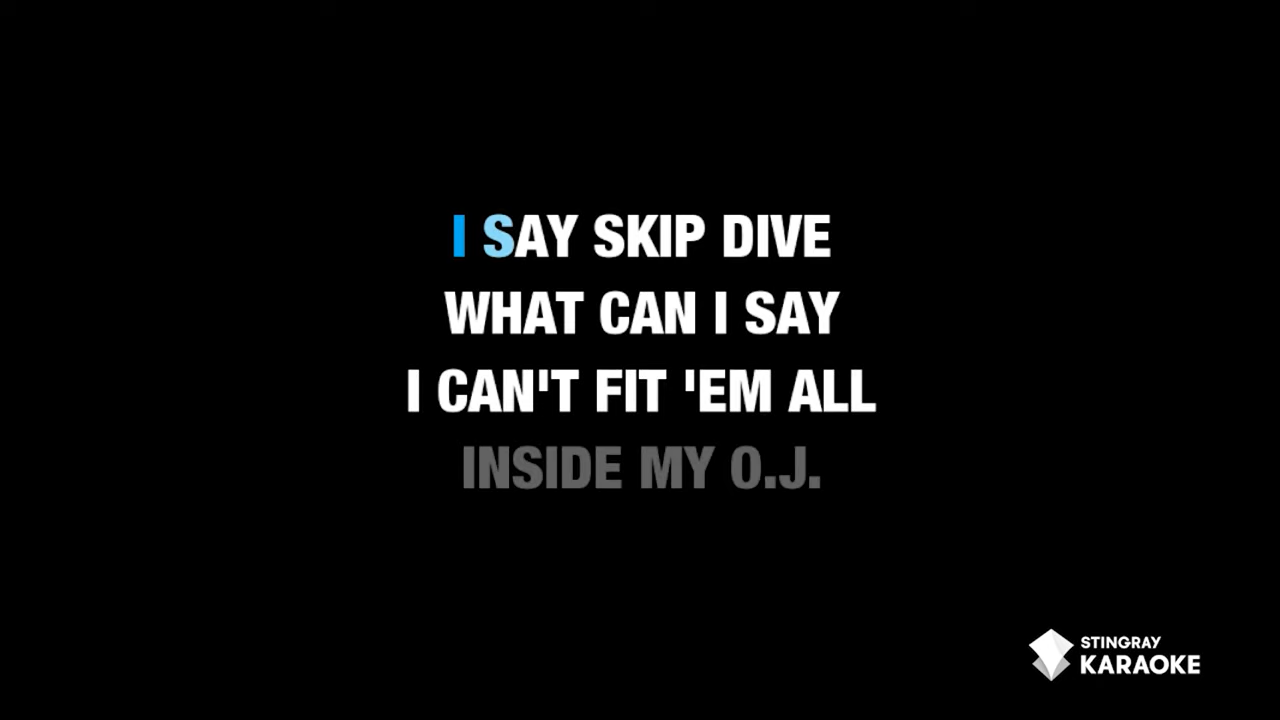 I SAY SKIP DIVE
WHAT CAN I SAY
I CAN'T FIT 'EM ALL
INSIDE MY O.J.
STINGRAY
KARAOKE